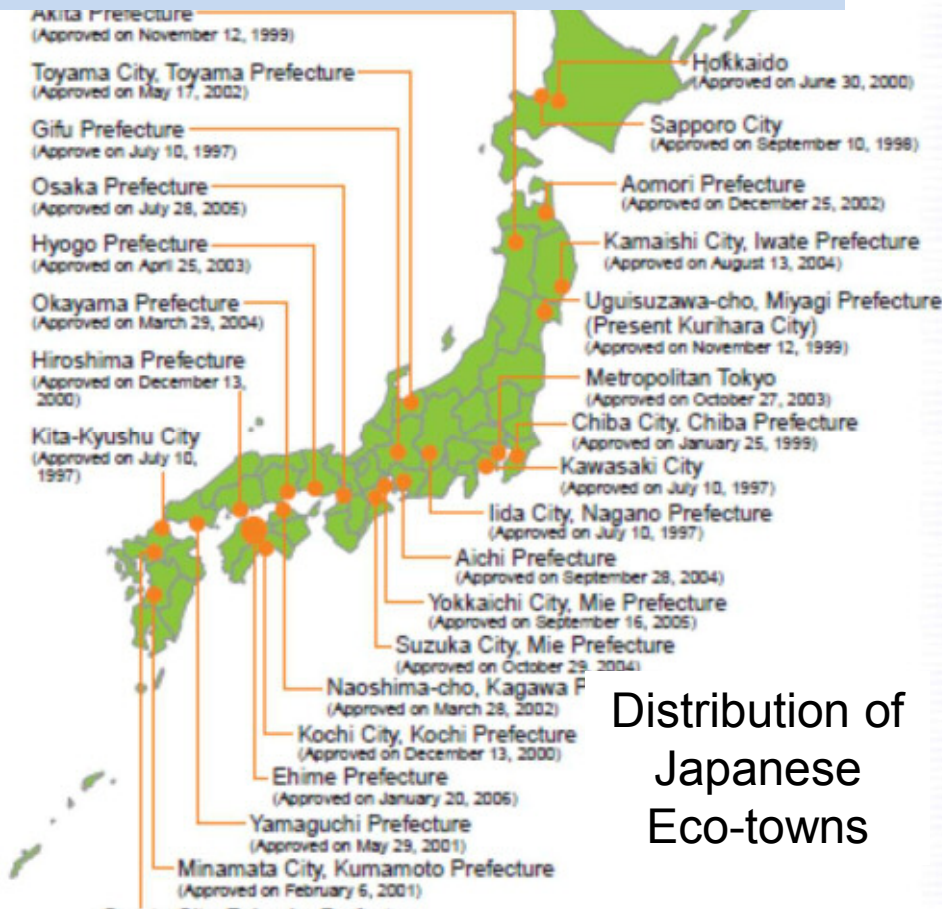 Akita Prefecture
(Approved on November 12, 1999)
Toyama City, Toyama Prefecture
(Approved on May 17, 2002)
Gifu Prefecture
(Approve on July 10, 1997)
Osaka Prefecture
(Approved on July 28, 2005)
Hyogo Prefecture
(Approved on April 25, 2003)
Okayama Prefecture
(Approved on March 29, 2004)
Hiroshima Prefecture
(Approved on December 13,
2000)
Kita-Kyushu City
(Approved on July 10,
1997)
Hokkaido
(Approved on June 30, 2000)
Sapporo City
(Approved on September 10, 1998)
Aomori Prefecture
(Approved on December 25, 2002)
Kamaishi City, Iwate Prefecture
(Approved on August 13, 2004)
Uguisuzawa-cho, Miyagi Prefecture
(Present Kurihara City)
(Approved on November 12, 1999)
Metropolitan Tokyo
(Approved on October 27, 2003)
Chiba City, Chiba Prefecture
(Approved on January 25, 1999)
Kawasaki City
(Approved on July 10, 1997)
Iida City, Nagano Prefecture
(Approved on July 10, 1997)
Aichi Prefecture
(Approved on September 28, 2004)
Yokkaichi City, Mie Prefecture
(Approved on September 16, 2005)
Suzuka City, Mie Prefecture
(Approved on October 29, 2004)
Naoshima-cho, Kagawa P
(Approved on March 28, 2002)
Kochi City, Kochi Prefecture
(Approved on December 13, 2000)
Ehime Prefecture
(Approved on January 20, 2006)
Yamaguchi Prefecture
(Approved on May 29, 2001)
Minamata City, Kumamoto Prefecture
(Approved on February 6, 2001)
Distribution of
Japanese
Eco-towns